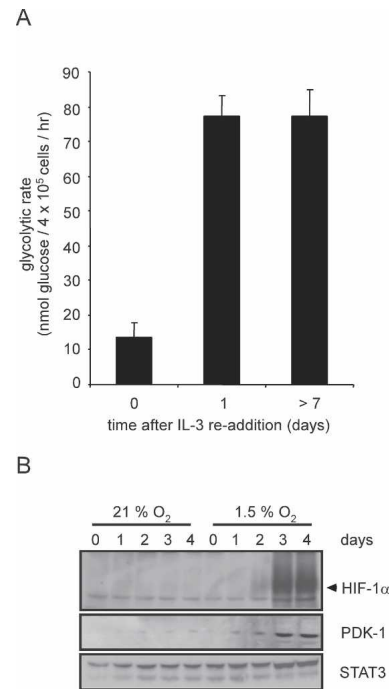 A
90
80
70
60
50
40
30
20
10
0
glycolytic rate
(nmol glucose / 4 x 10⁵ cells / hr)
0 1 > 7
time after IL-3 re-addition (days)
B
21 % O₂ 1.5 % O₂
0 1 2 3 4 0 1 2 3 4 days
HIF-1α
PDK-1
STAT3